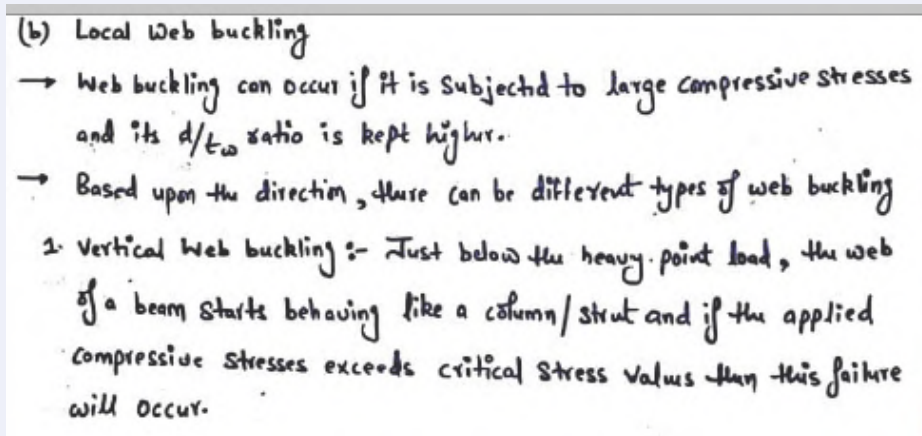 (b) Local Web buckling
→ Web buckling can occur if it is Subjectd to large compressive stresses
and its d/tw ratio is kept higher.
→ Based upon the direction, there can be different types of web buckling
1. Vertical Web buckling :- Just below the heavy point load, the web
of a beam starts behaving like a column/strut and if the applied
compressive stresses exceeds critical stress values then this failure
will occur.